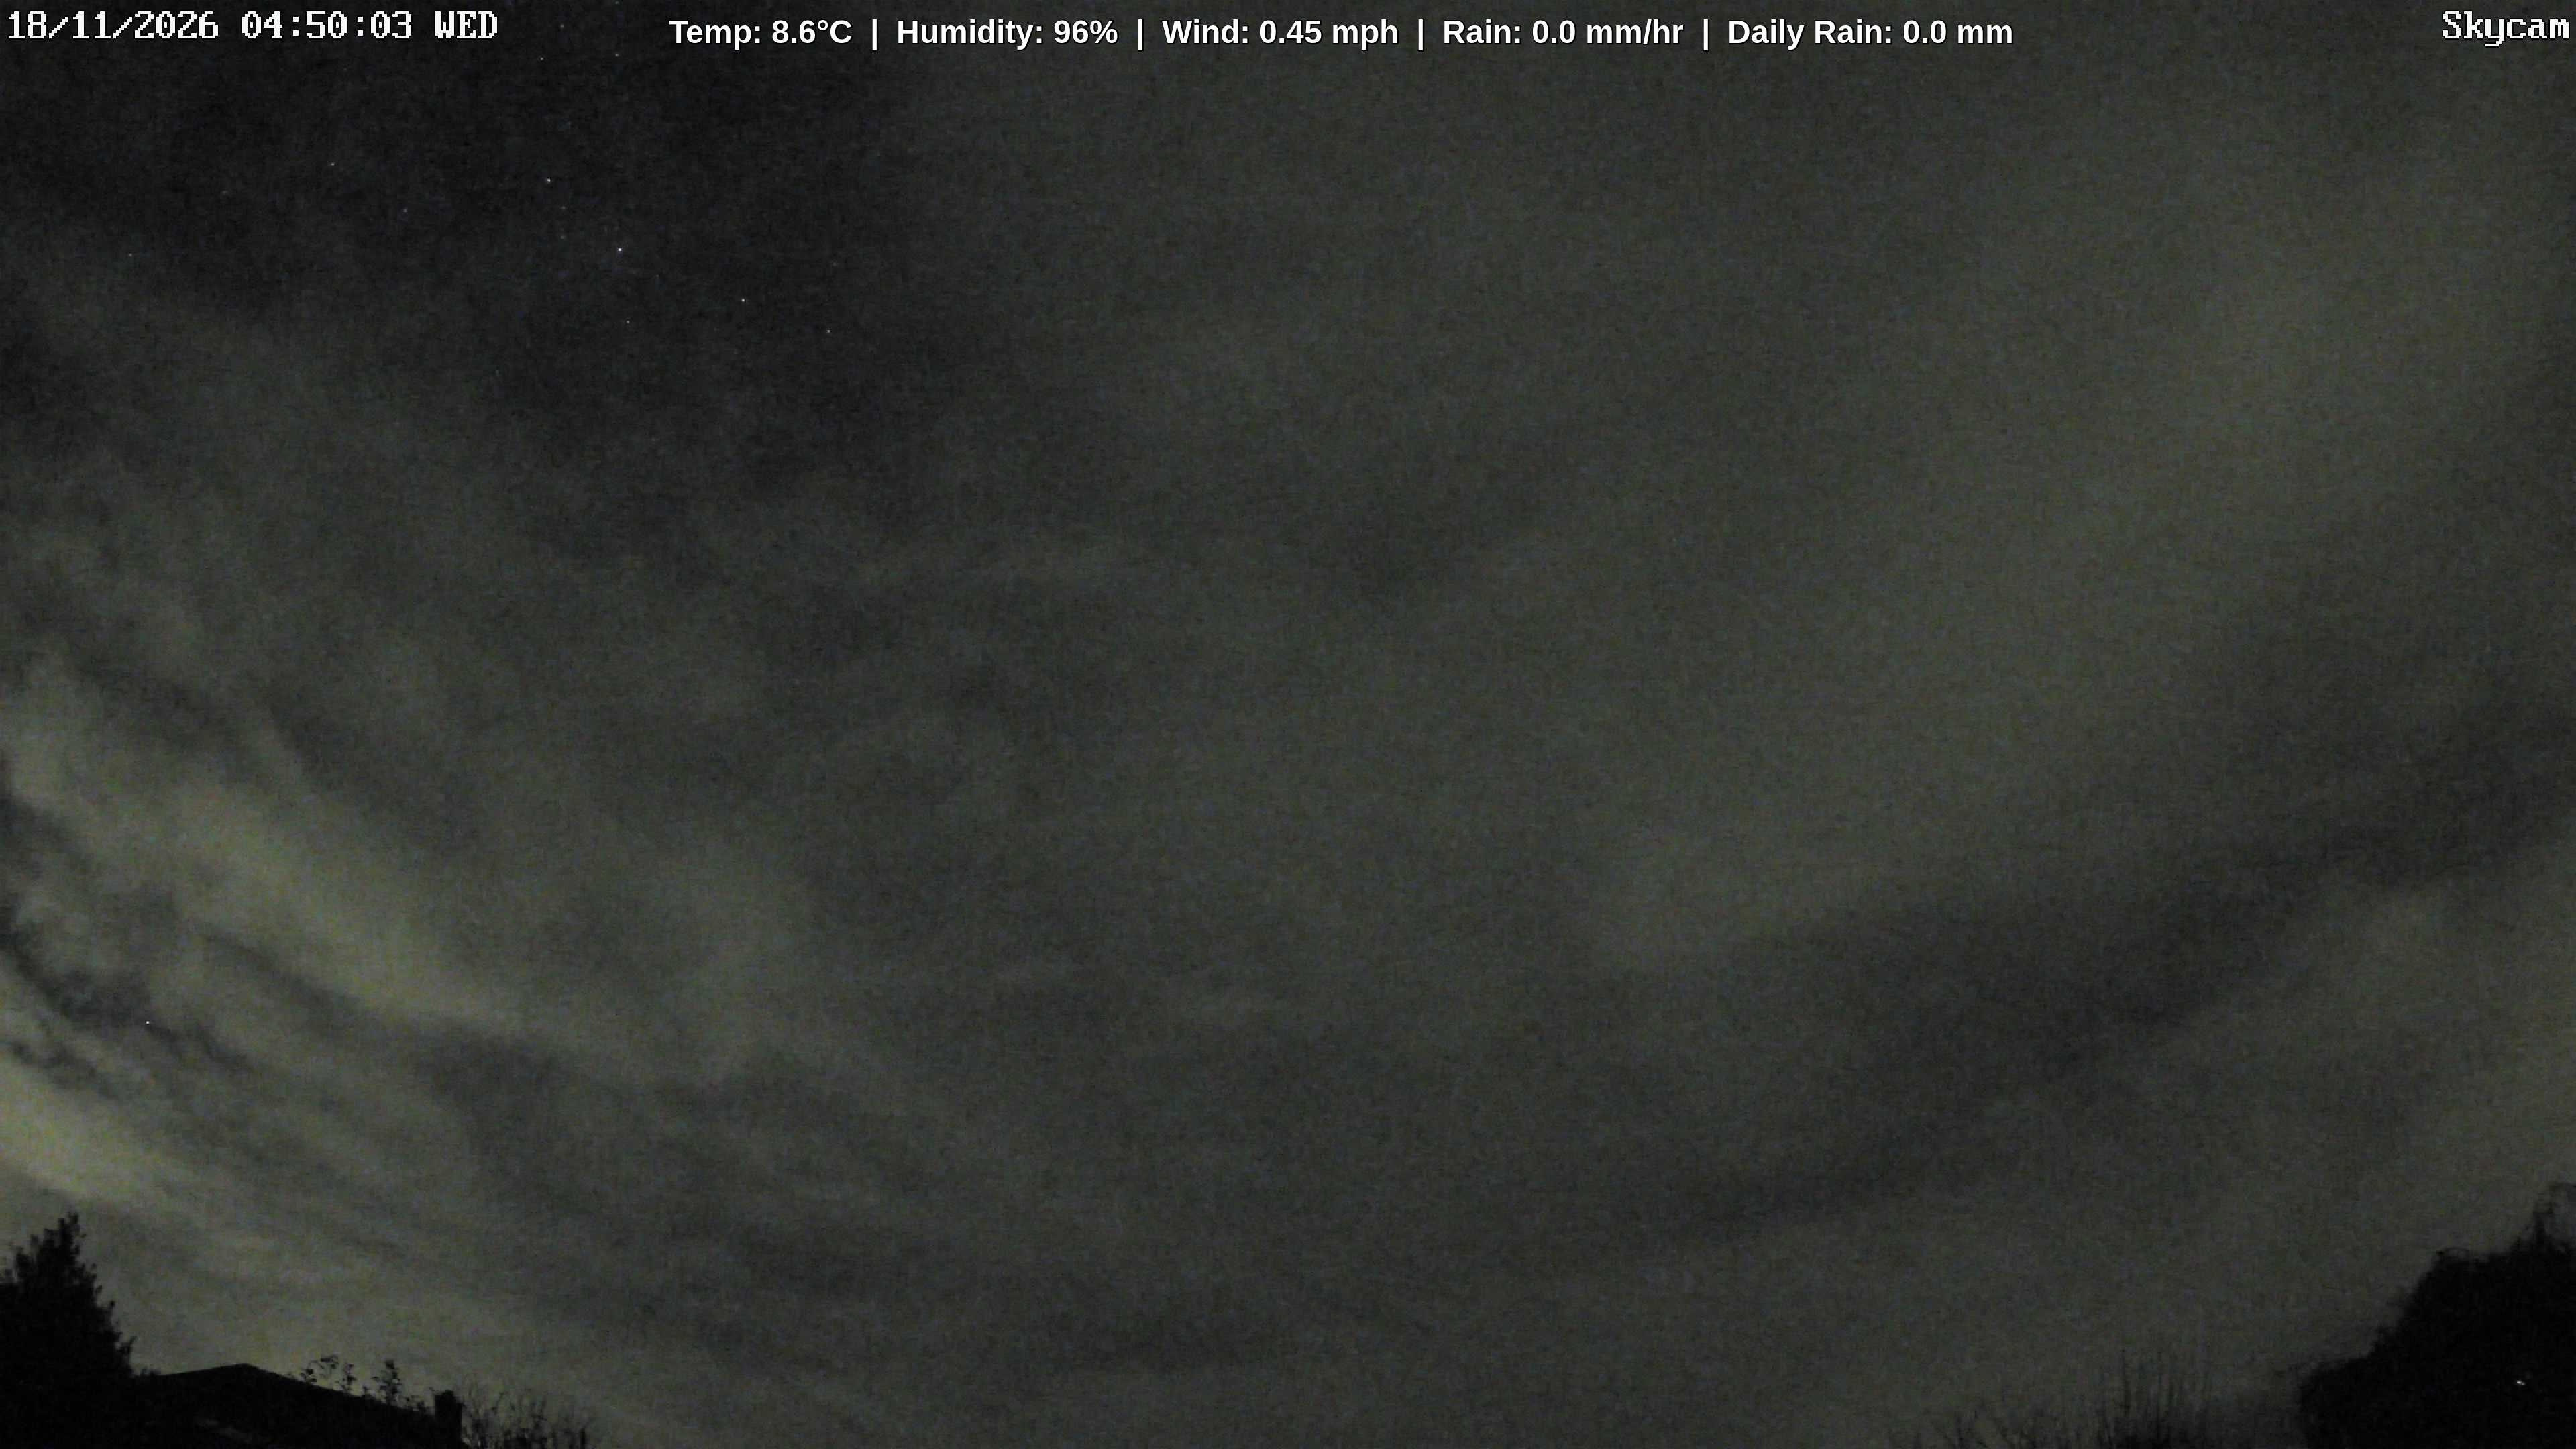 18/11/2026 04:50:03 WED
Temp: 8.6°C | Humidity: 96% | Wind: 0.45 mph | Rain: 0.0 mm/hr | Daily Rain: 0.0 mm
Skycam